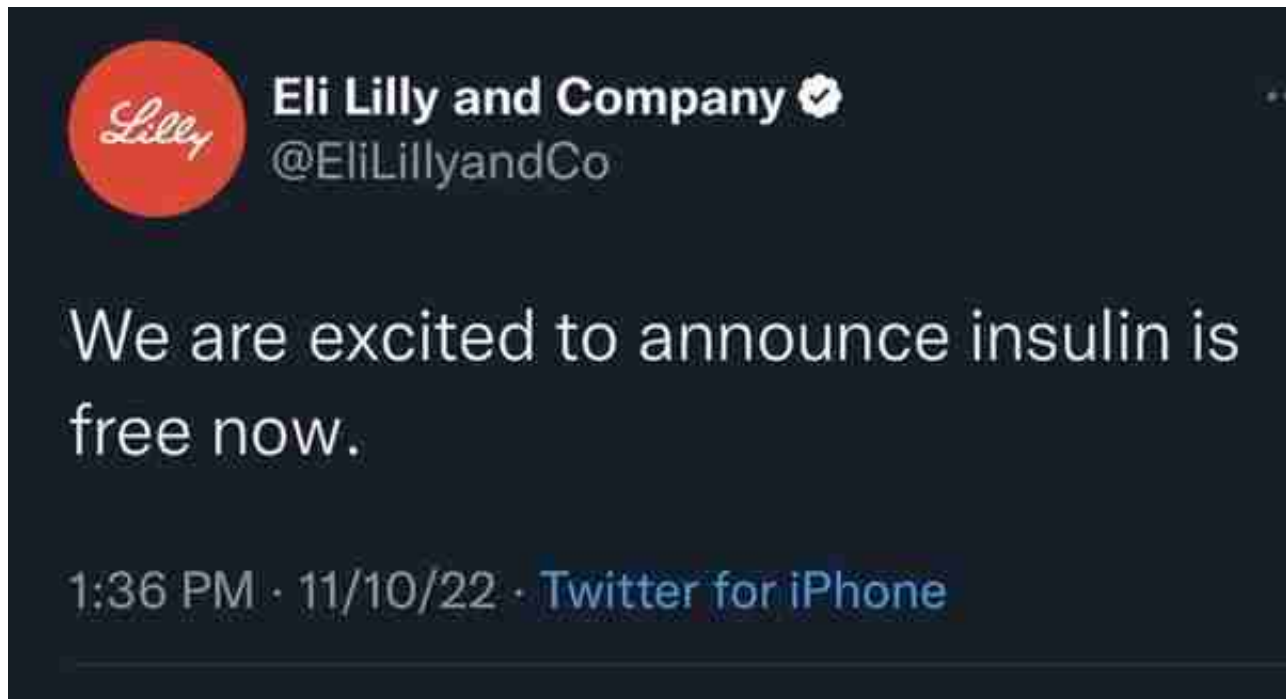 Lilly
Eli Lilly and Company
@EliLillyandCo
We are excited to announce insulin is
free now.
1:36 PM · 11/10/22 · Twitter for iPhone